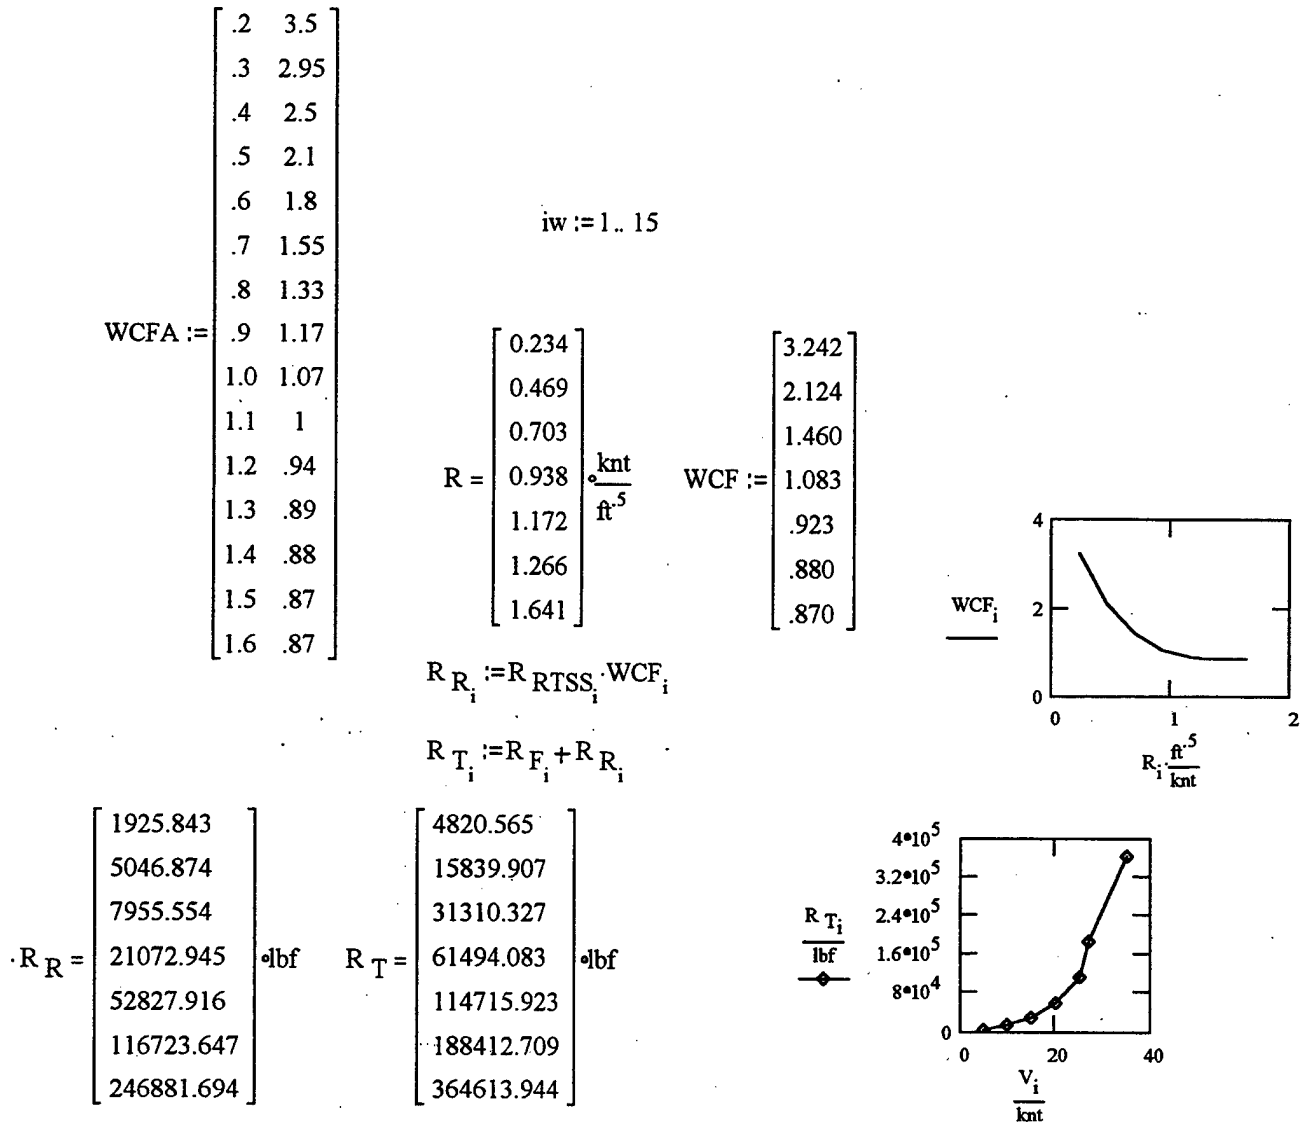 WCFA :=
.2 3.5
.3 2.95
.4 2.5
.5 2.1
.6 1.8
.7 1.55
.8 1.33
.9 1.17
1.0 1.07
1.1 1
1.2 .94
1.3 .89
1.4 .88
1.5 .87
1.6 .87
iw := 1 .. 15
R =
0.234
0.469
0.703
0.938
1.172
1.266
1.641
∘ knt
ft^.5
WCF :=
3.242
2.124
1.460
1.083
.923
.880
.870
4
2
0
WCF_i
0 1 2
R_i · ft^.5
knt
R_R_i := R_RTSS_i · WCF_i
R_T_i := R_F_i + R_R_i
R_R =
1925.843
5046.874
7955.554
21072.945
52827.916
116723.647
246881.694
∘lbf
R_T =
4820.565
15839.907
31310.327
61494.083
114715.923
188412.709
364613.944
∘lbf
4•10^5
3.2•10^5
2.4•10^5
1.6•10^5
8•10^4
0
R_T_i
lbf
0 20 40
V_i
knt